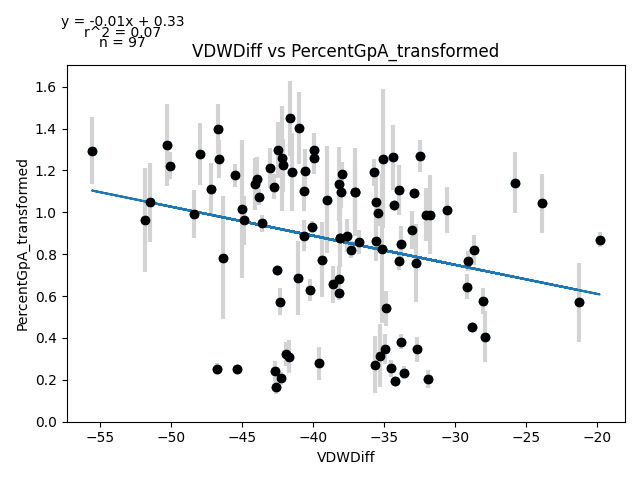 y = -0.01x + 0.33
r^2 = 0.07
n = 97
VDWDiff vs PercentGpA_transformed
PercentGpA_transformed
1.6
1.4
1.2
1.0
0.8
0.6
0.4
0.2
0.0
−55 −50 −45 −40 −35 −30 −25 −20
VDWDiff